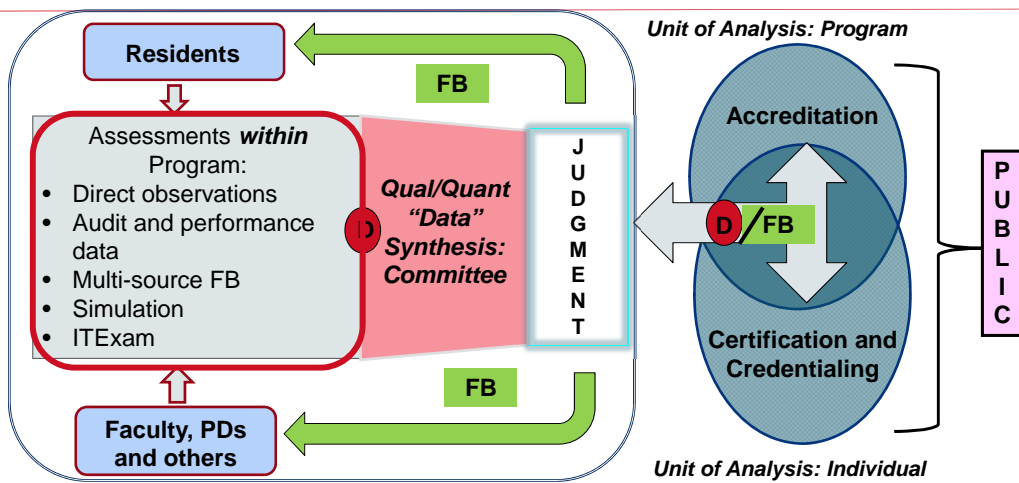 Residents
FB
Unit of Analysis: Program
Assessments within
Program:
• Direct observations
• Audit and performance
data
• Multi-source FB
• Simulation
• ITExam
D
Qual/Quant
“Data”
Synthesis:
Committee
J
U
D
G
M
E
N
T
Accreditation
D/FB
Certification and
Credentialing
P
U
B
L
I
C
FB
Faculty, PDs
and others
Unit of Analysis: Individual